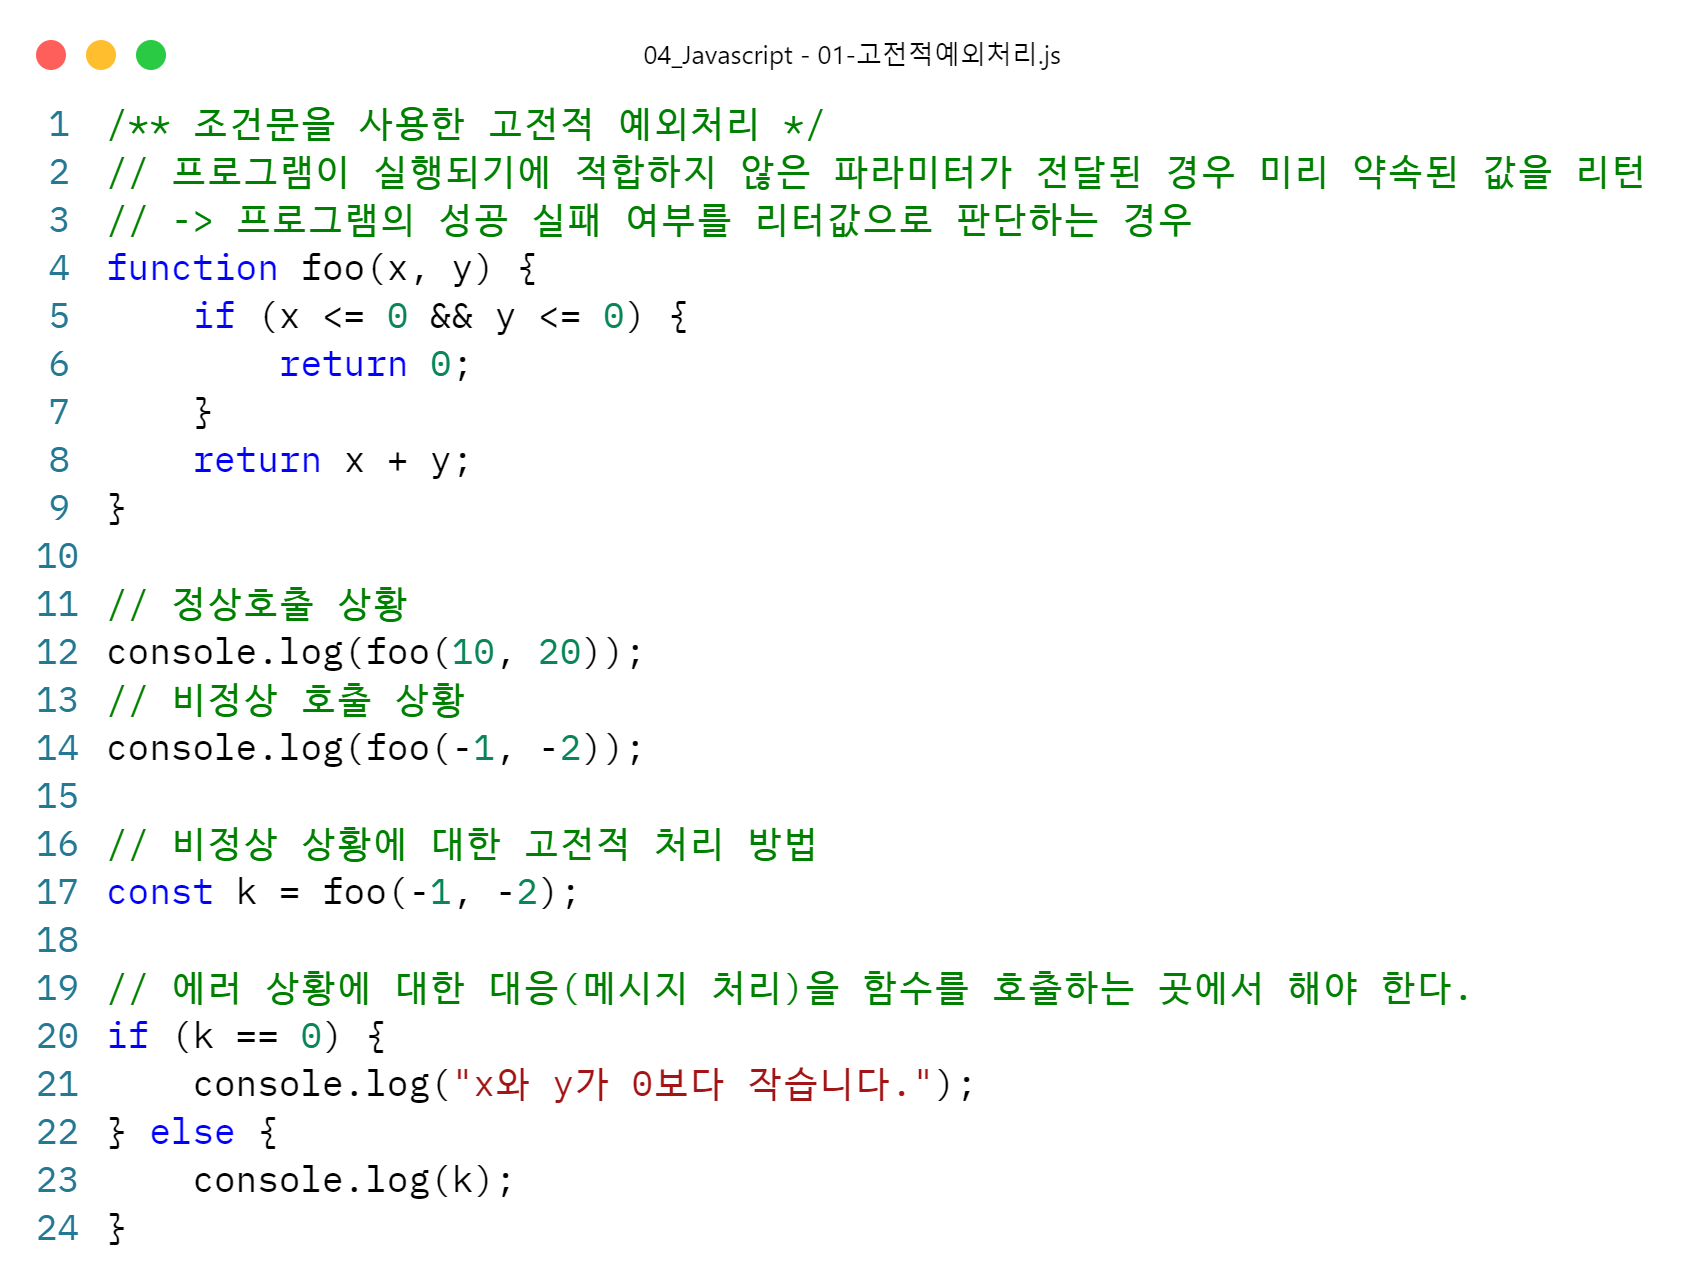 04_Javascript - 01-고전적예외처리.js
1 /** 조건문을 사용한 고전적 예외처리 */
2 // 프로그램이 실행되기에 적합하지 않은 파라미터가 전달된 경우 미리 약속된 값을 리턴
3 // -> 프로그램의 성공 실패 여부를 리터값으로 판단하는 경우
4 function foo(x, y) {
5     if (x <= 0 && y <= 0) {
6         return 0;
7     }
8     return x + y;
9 }
10
11 // 정상호출 상황
12 console.log(foo(10, 20));
13 // 비정상 호출 상황
14 console.log(foo(-1, -2));
15
16 // 비정상 상황에 대한 고전적 처리 방법
17 const k = foo(-1, -2);
18
19 // 에러 상황에 대한 대응(메시지 처리)을 함수를 호출하는 곳에서 해야 한다.
20 if (k == 0) {
21     console.log("x와 y가 0보다 작습니다.");
22 } else {
23     console.log(k);
24 }